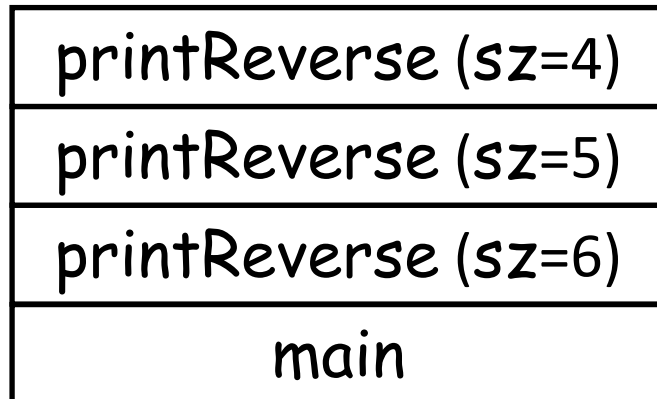 printReverse (sz=4)
printReverse (sz=5)
printReverse (sz=6)
main